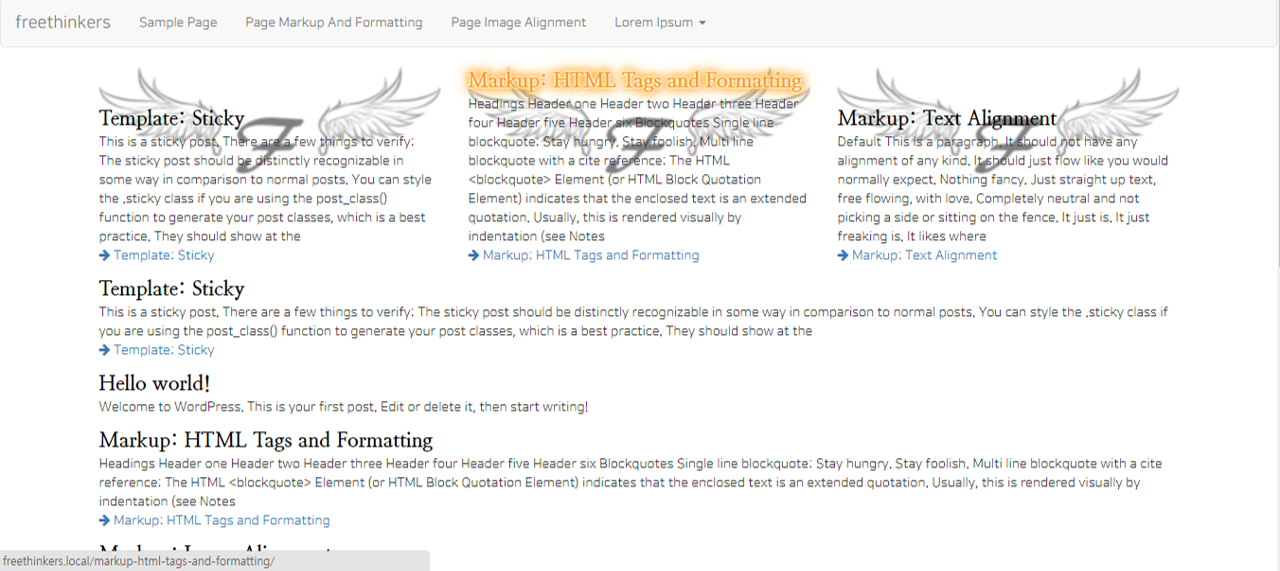 freethinkers Sample Page Page Markup And Formatting Page Image Alignment Lorem Ipsum
Template: Sticky
This is a sticky post. There are a few things to verify:
The sticky post should be distinctly recognizable in
some way in comparison to normal posts. You can style
the .sticky class if you are using the post_class()
function to generate your post classes, which is a best
practice. They should show at the
Template: Sticky
Markup: HTML Tags and Formatting
Headings Header one Header two Header three Header
four Header five Header six Blockquotes Single line
blockquote: Stay hungry. Stay foolish. Multi line
blockquote with a cite reference: The HTML
<blockquote> Element (or HTML Block Quotation
Element) indicates that the enclosed text is an extended
quotation. Usually, this is rendered visually by
indentation (see Notes
Markup: HTML Tags and Formatting
Markup: Text Alignment
Default This is a paragraph. It should not have any
alignment of any kind. It should just flow like you would
normally expect. Nothing fancy. Just straight up text,
free flowing, with love. Completely neutral and not
picking a side or sitting on the fence. It just is. It just
freaking is. It likes where
Markup: Text Alignment
Template: Sticky
This is a sticky post. There are a few things to verify: The sticky post should be distinctly recognizable in some way in comparison to normal posts. You can style the .sticky class if
you are using the post_class() function to generate your post classes, which is a best practice. They should show at the
Template: Sticky
Hello world!
Welcome to WordPress. This is your first post. Edit or delete it, then start writing!
Markup: HTML Tags and Formatting
Headings Header one Header two Header three Header four Header five Header six Blockquotes Single line blockquote: Stay hungry. Stay foolish. Multi line blockquote with a cite
reference: The HTML <blockquote> Element (or HTML Block Quotation Element) indicates that the enclosed text is an extended quotation. Usually, this is rendered visually by
indentation (see Notes
Markup: HTML Tags and Formatting
freethinkers.local/markup-html-tags-and-formatting/